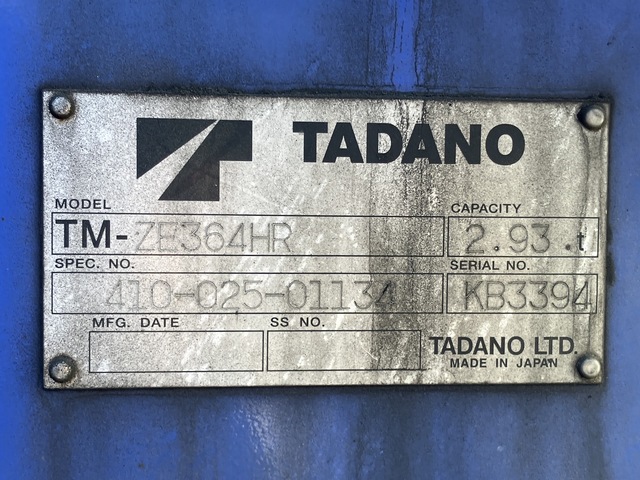 TADANO
MODEL CAPACITY
TM-ZE364HR 2.93.t
SPEC. NO. SERIAL NO.
410-025-01134 KB3394
MFG. DATE SS NO.
TADANO LTD.
MADE IN JAPAN